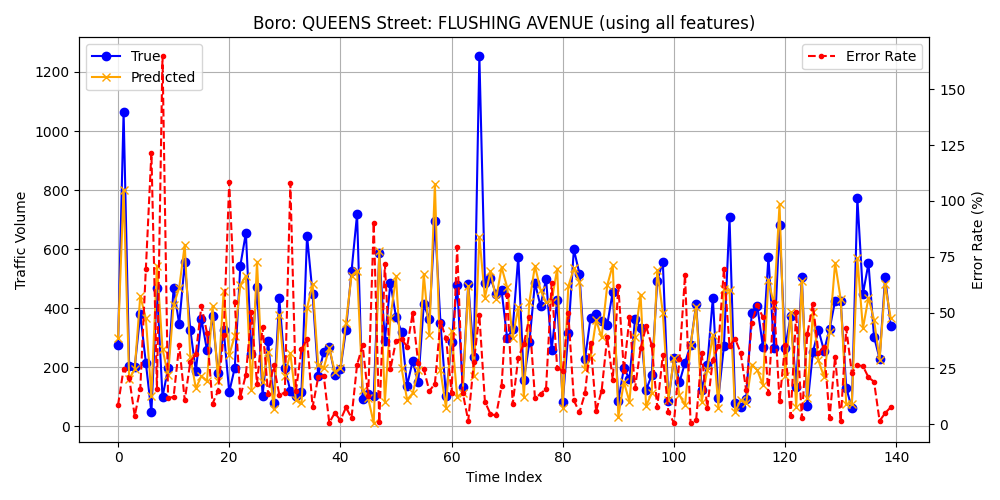 Boro: QUEENS Street: FLUSHING AVENUE (using all features)
True
Predicted
Error Rate
Traffic Volume
1200
1000
800
600
400
200
0
150
125
100
75
50
25
0
Error Rate (%)
0 20 40 60 80 100 120 140
Time Index